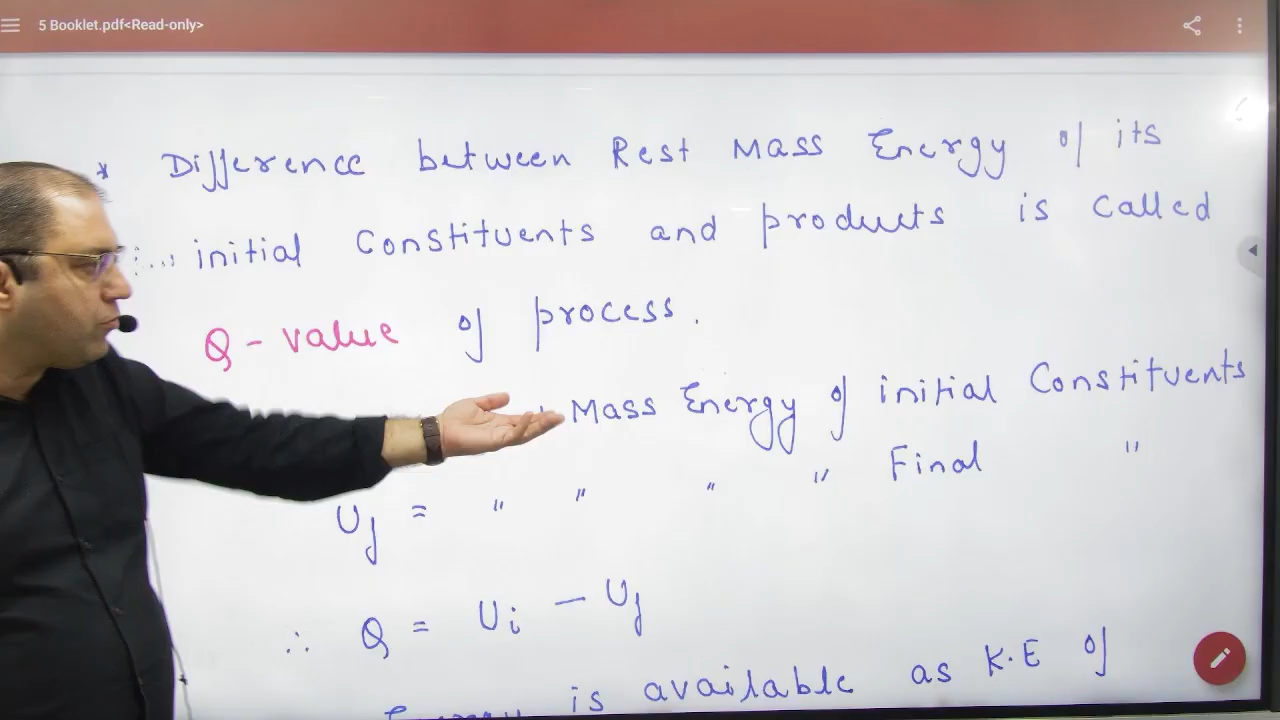 5 Booklet.pdf<Read-only>
* Difference between Rest Mass Energy of its
initial Constituents and products is called
Q-value of process.
Mass Energy of initial Constituents
Uf = " " " " Final "
∴ Q = Ui − Uf
Energy is available as K.E of